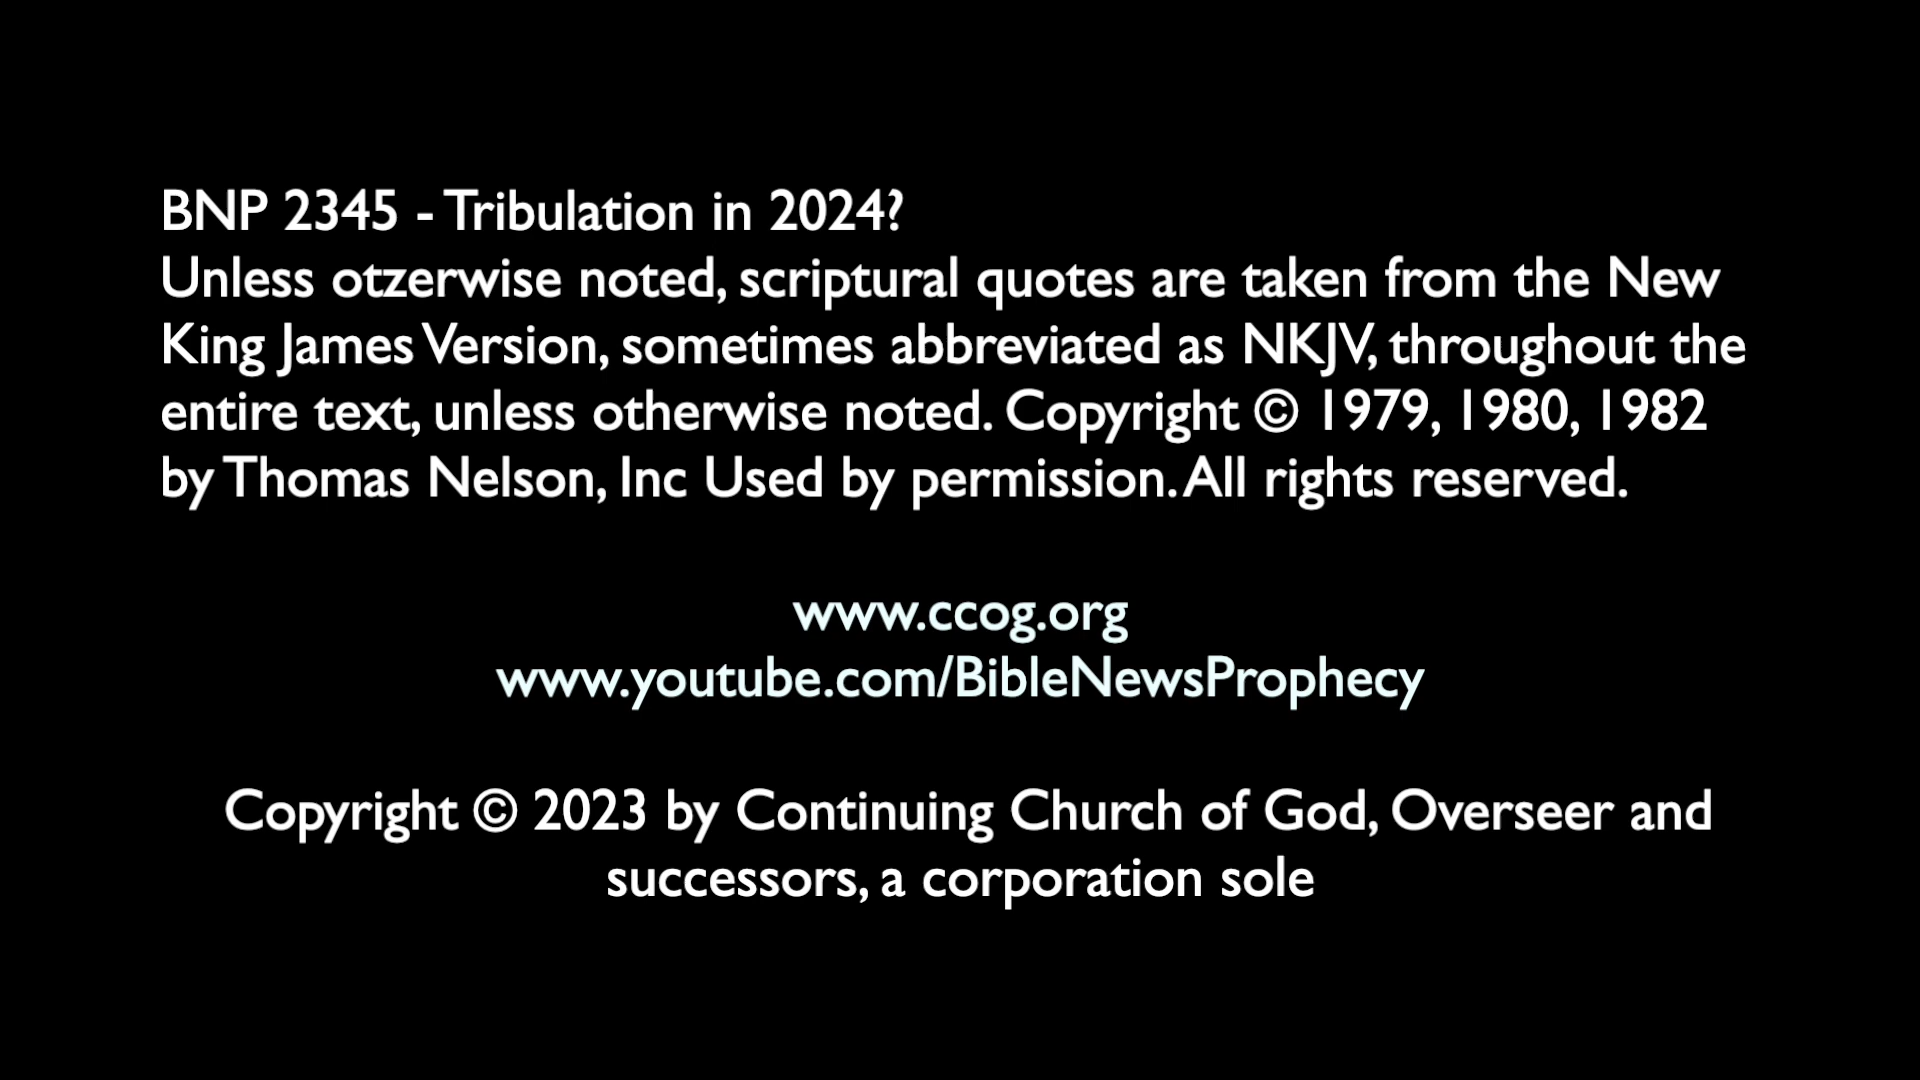 BNP 2345 - Tribulation in 2024?
Unless otzerwise noted, scriptural quotes are taken from the New
King James Version, sometimes abbreviated as NKJV, throughout the
entire text, unless otherwise noted. Copyright © 1979, 1980, 1982
by Thomas Nelson, Inc Used by permission. All rights reserved.
www.ccog.org
www.youtube.com/BibleNewsProphecy
Copyright © 2023 by Continuing Church of God, Overseer and
successors, a corporation sole